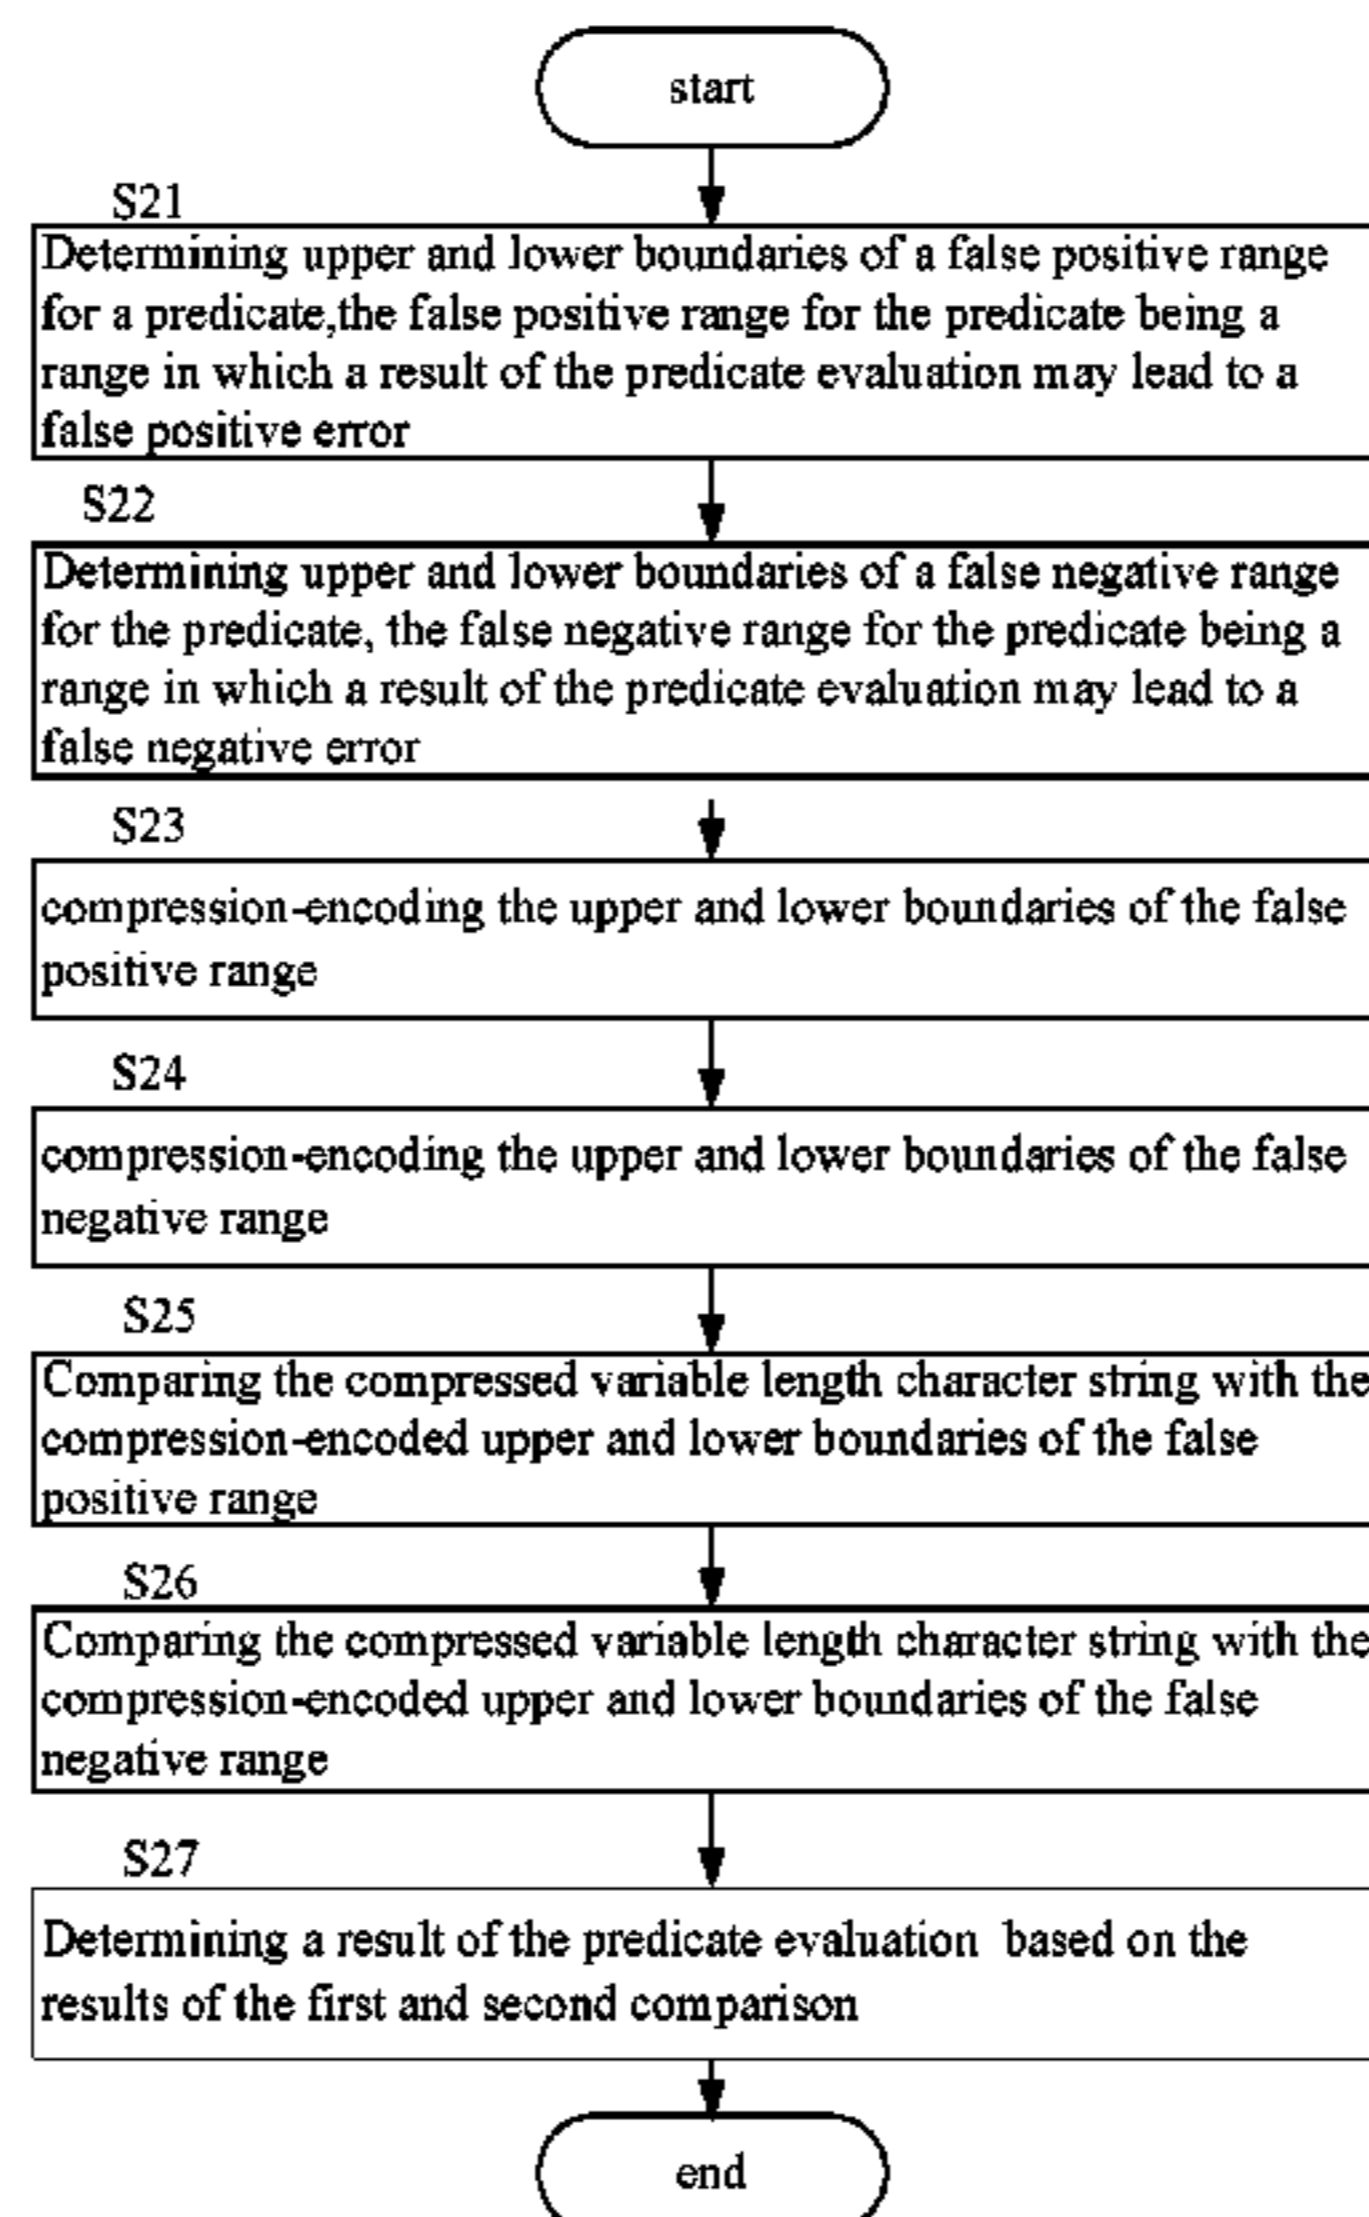 start
S21
Determining upper and lower boundaries of a false positive range
for a predicate,the false positive range for the predicate being a
range in which a result of the predicate evaluation may lead to a
false positive error
S22
Determining upper and lower boundaries of a false negative range
for the predicate, the false negative range for the predicate being a
range in which a result of the predicate evaluation may lead to a
false negative error
S23
compression-encoding the upper and lower boundaries of the false
positive range
S24
compression-encoding the upper and lower boundaries of the false
negative range
S25
Comparing the compressed variable length character string with the
compression-encoded upper and lower boundaries of the false
positive range
S26
Comparing the compressed variable length character string with the
compression-encoded upper and lower boundaries of the false
negative range
S27
Determining a result of the predicate evaluation based on the
results of the first and second comparison
end